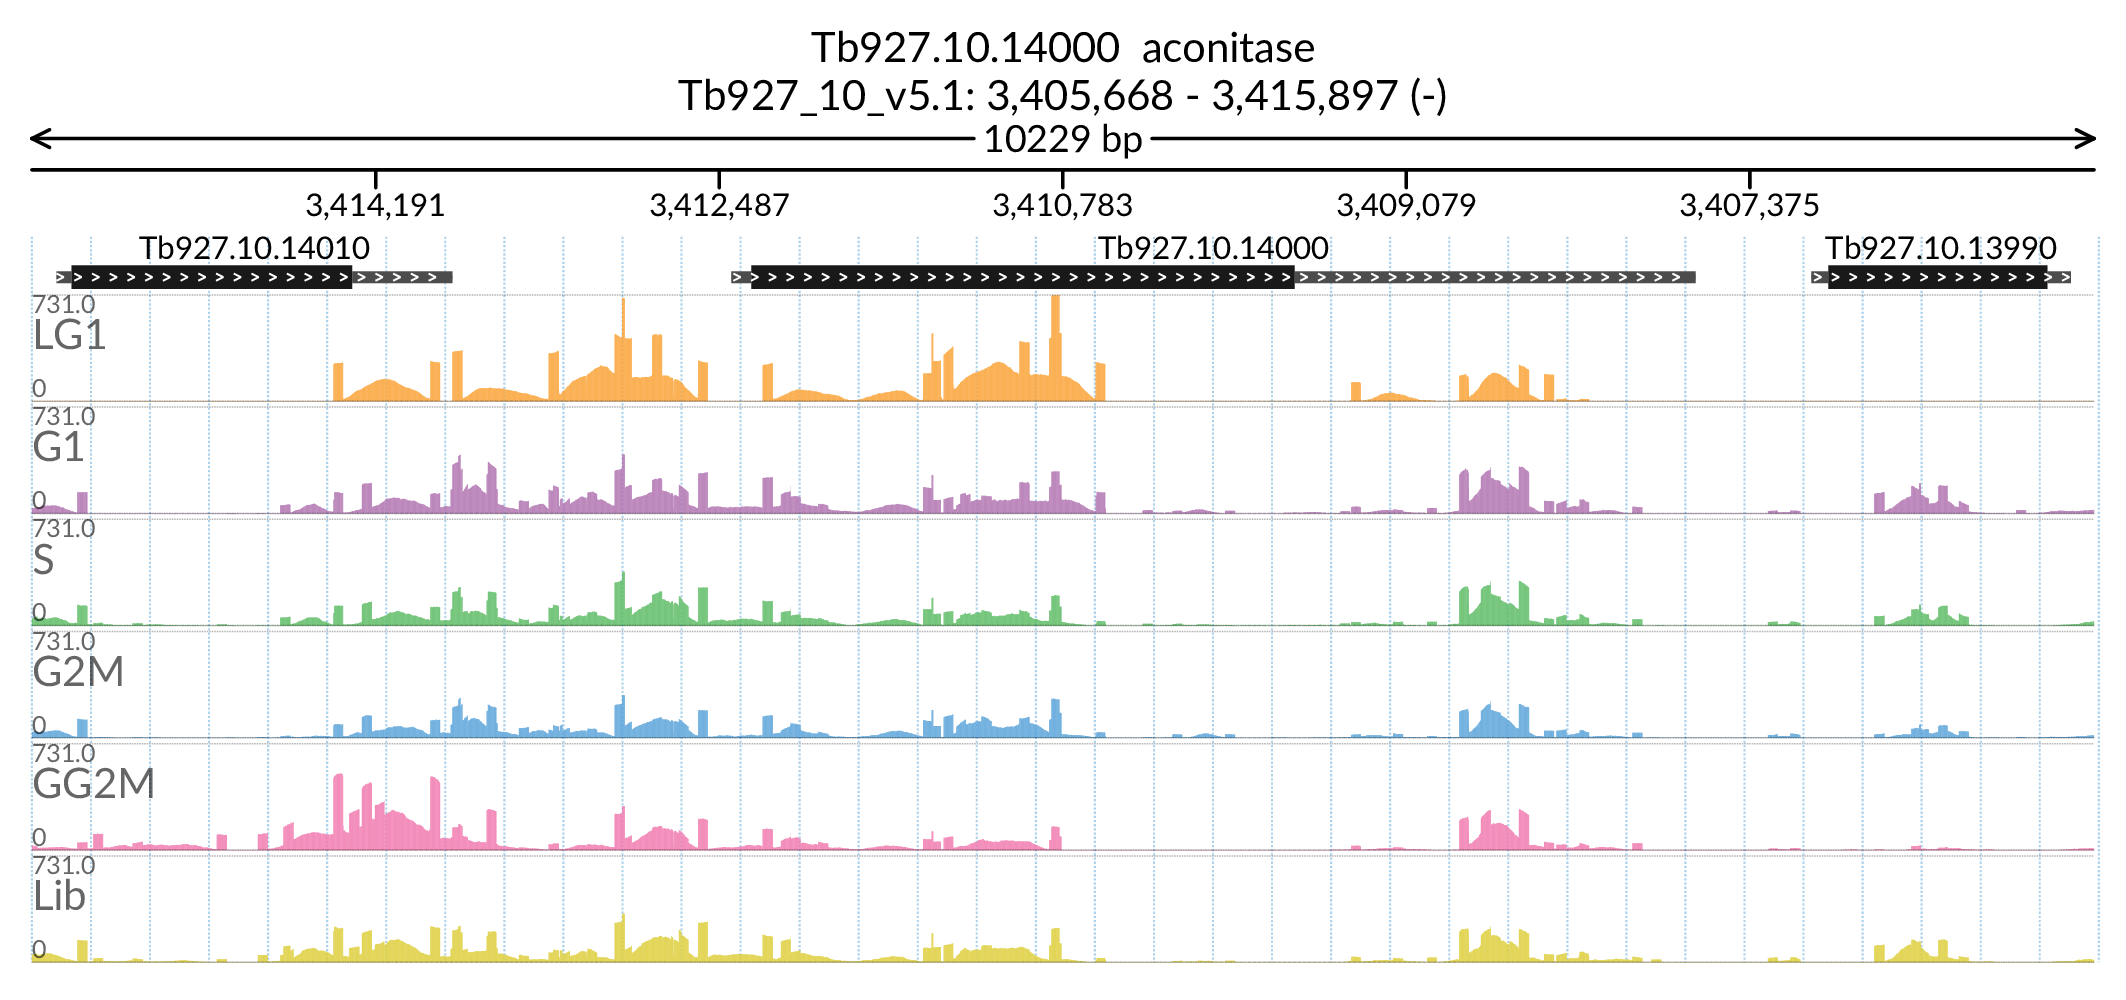 Tb927.10.14000  aconitase
Tb927_10_v5.1: 3,405,668 - 3,415,897 (-)
10229 bp
3,414,191 3,412,487 3,410,783 3,409,079 3,407,375
Tb927.10.14010 Tb927.10.14000 Tb927.10.13990
731.0
LG1
0
731.0
G1
0
731.0
S
0
731.0
G2M
0
731.0
GG2M
0
731.0
Lib
0